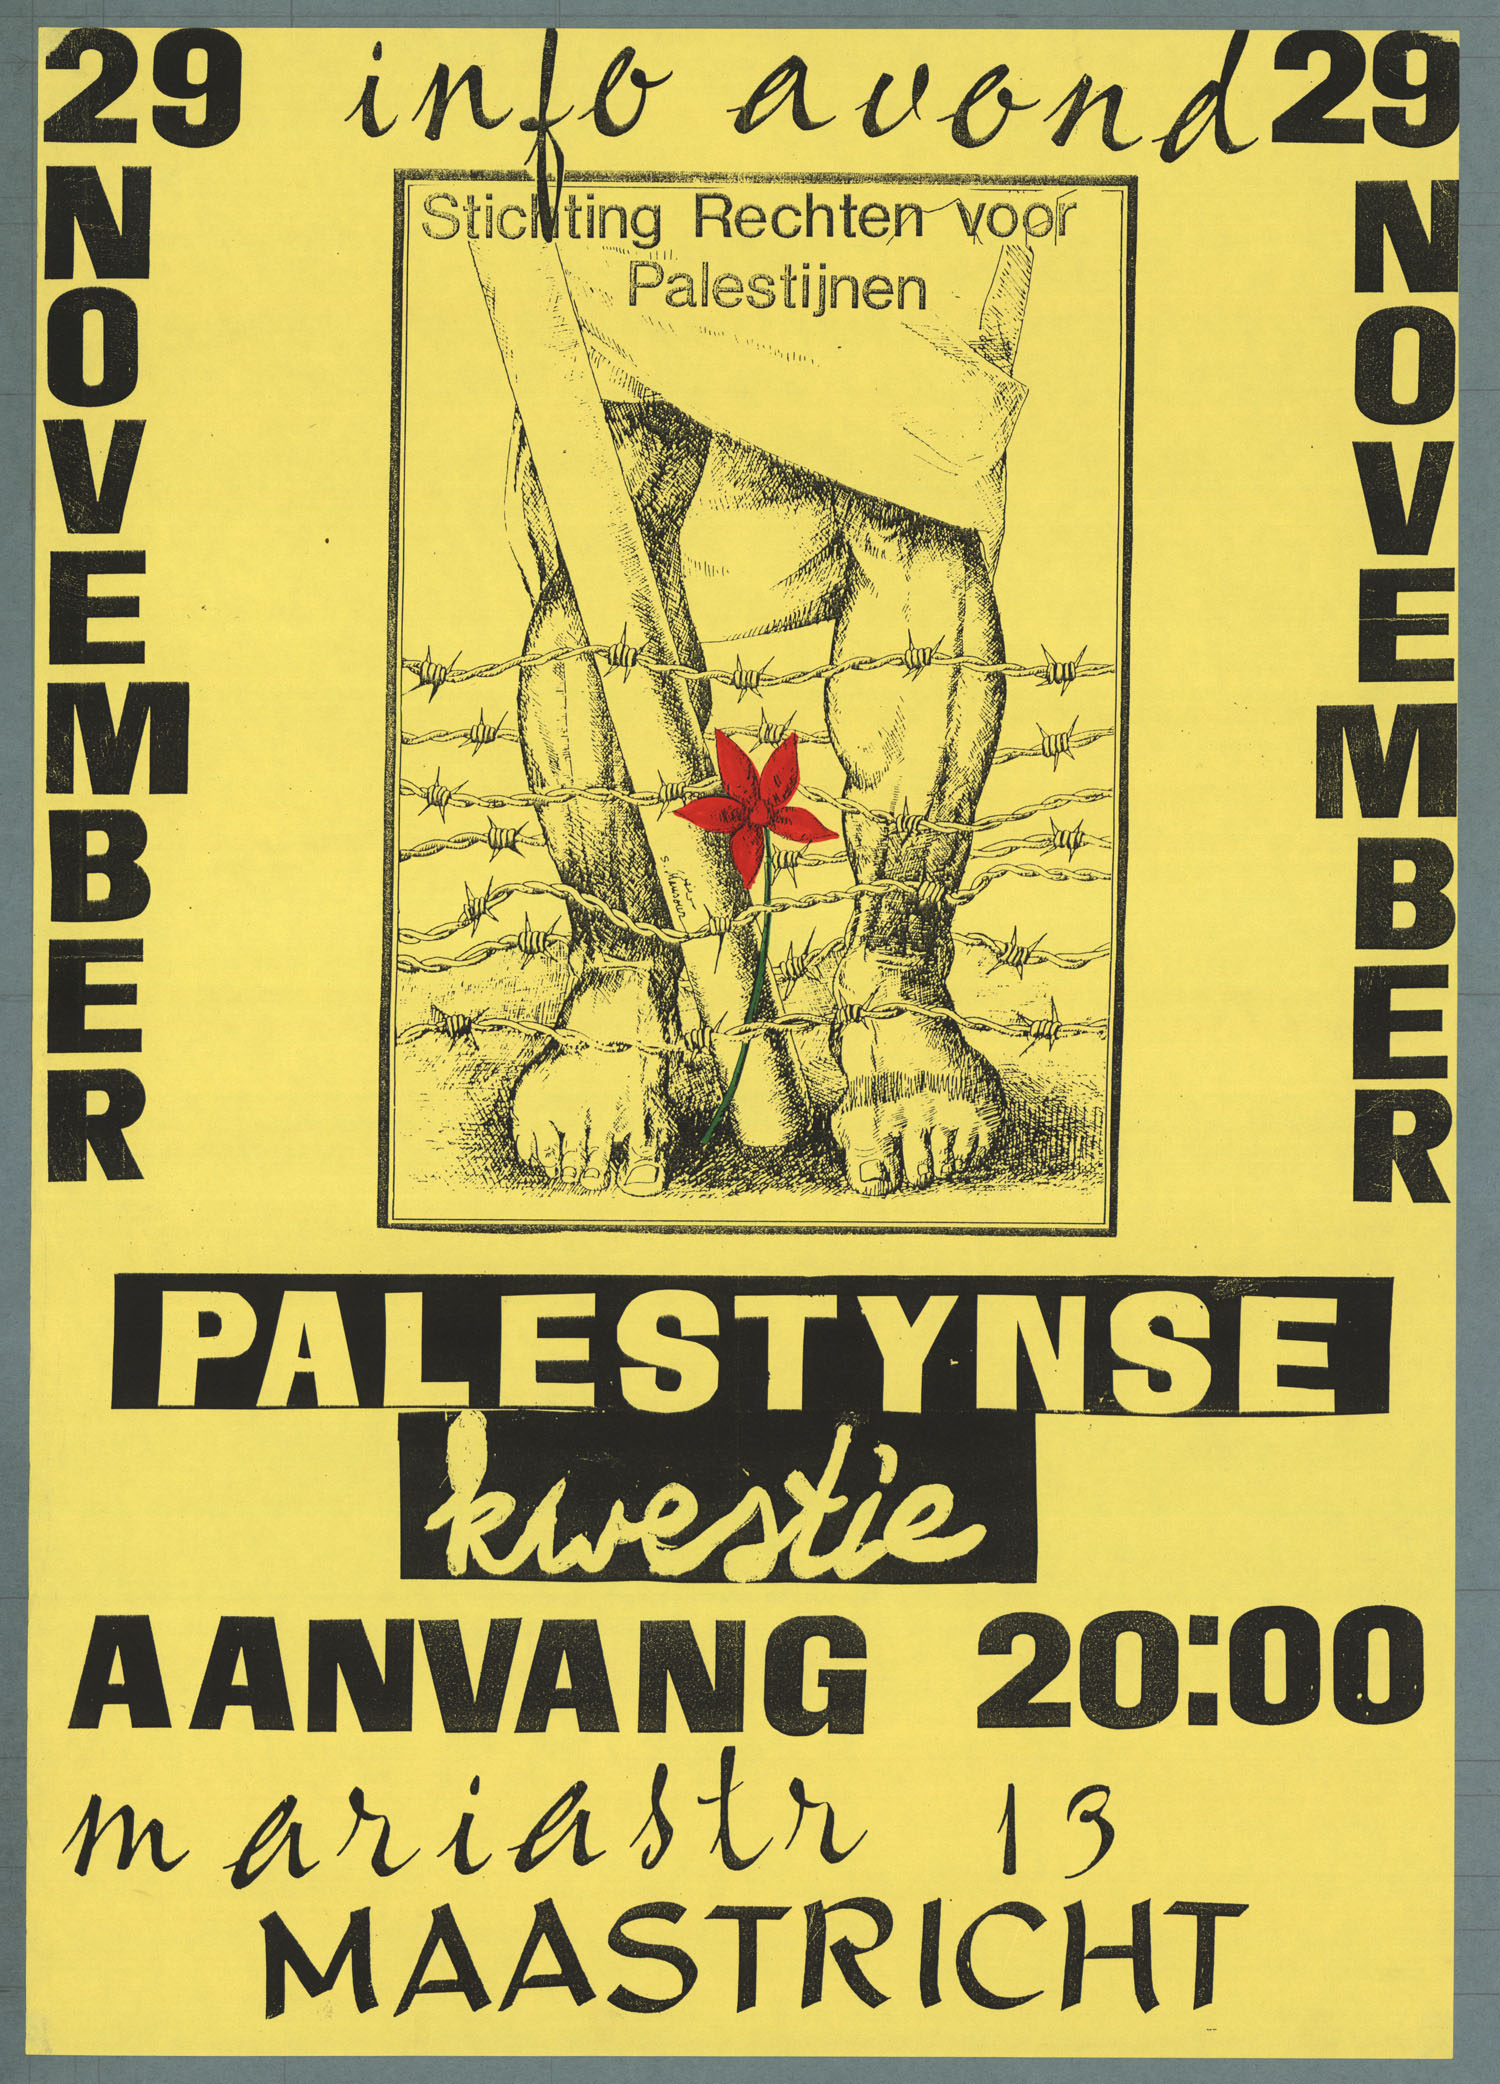 29 info avond 29
NOVEMBER
NOVEMBER
Stichting Rechten voor
Palestijnen
PALESTYNSE
kwestie
AANVANG 20:00
mariastr 13
MAASTRICHT